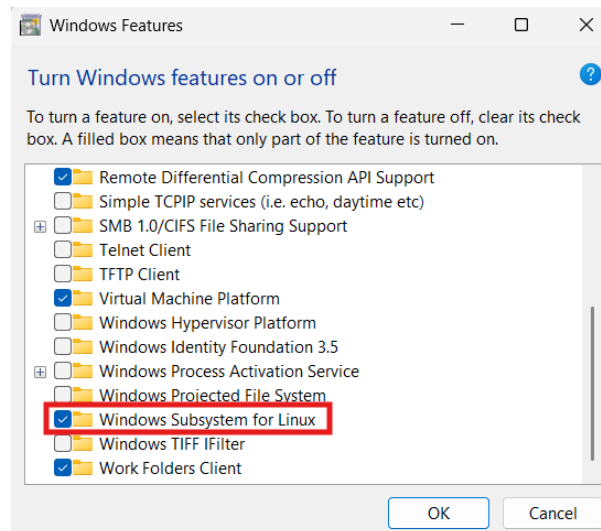 Windows Features
Turn Windows features on or off
To turn a feature on, select its check box. To turn a feature off, clear its check
box. A filled box means that only part of the feature is turned on.
Remote Differential Compression API Support
Simple TCPIP services (i.e. echo, daytime etc)
SMB 1.0/CIFS File Sharing Support
Telnet Client
TFTP Client
Virtual Machine Platform
Windows Hypervisor Platform
Windows Identity Foundation 3.5
Windows Process Activation Service
Windows Projected File System
Windows Subsystem for Linux
Windows TIFF IFilter
Work Folders Client
OK Cancel